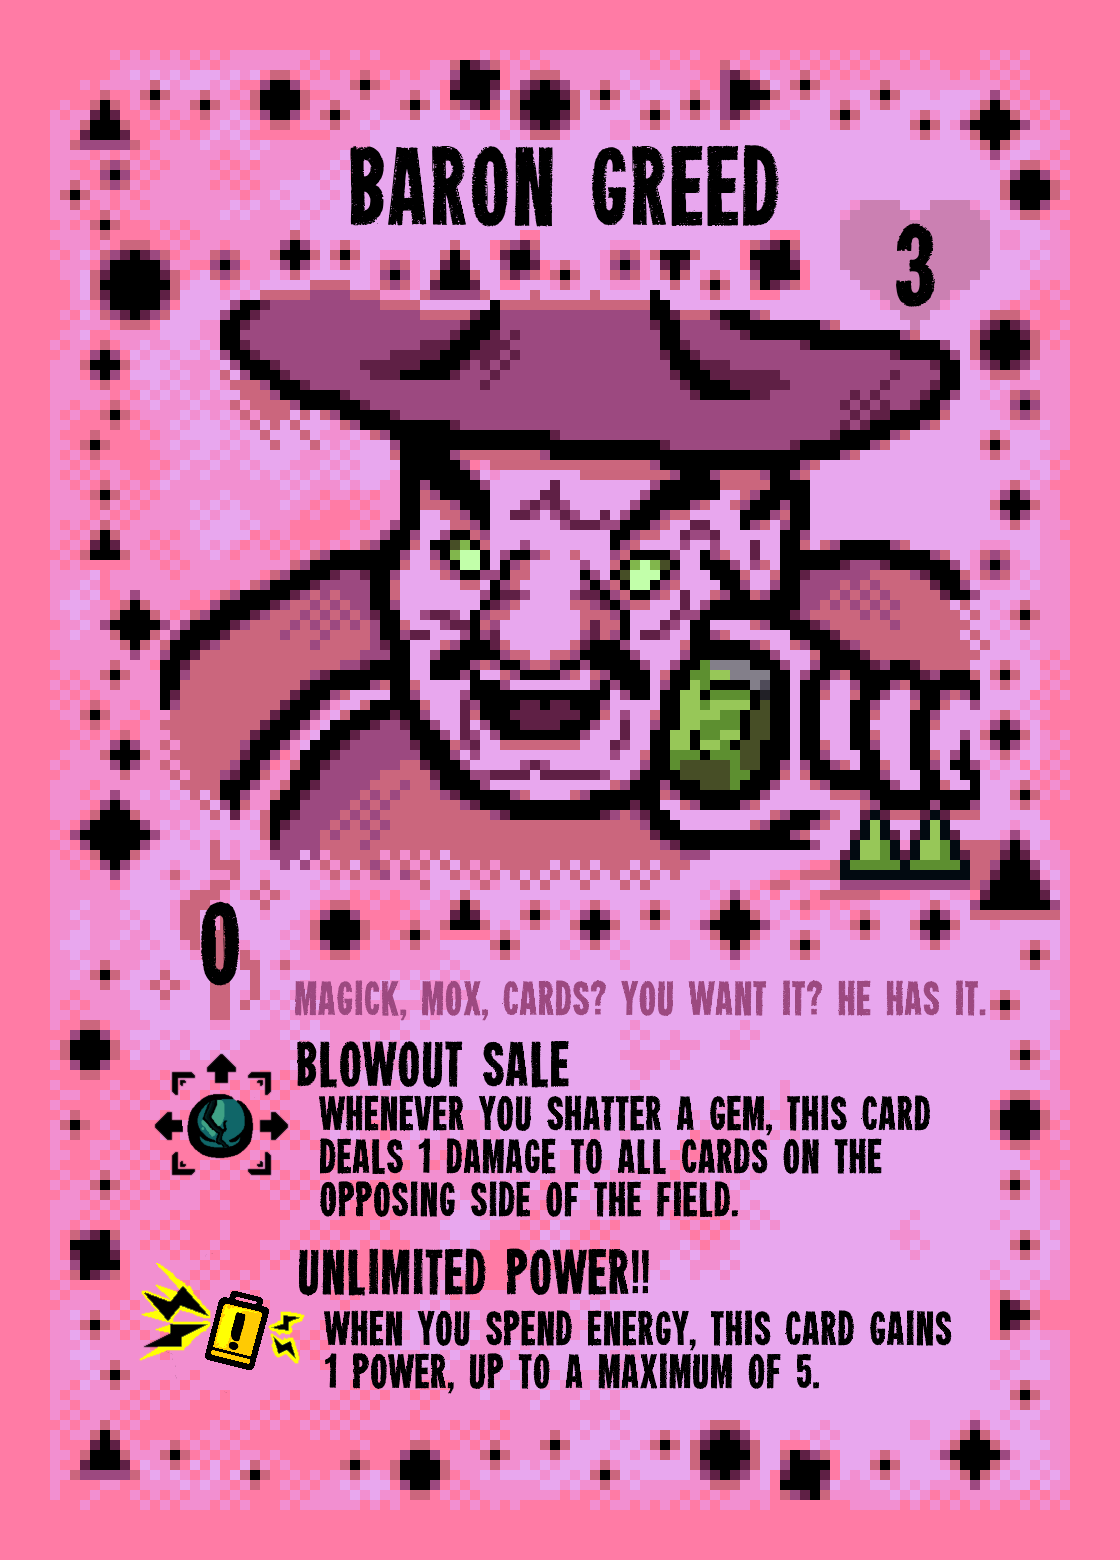 BARON GREED
3
0
MAGICK, MOX, CARDS? YOU WANT IT? HE HAS IT.
BLOWOUT SALE
WHENEVER YOU SHATTER A GEM, THIS CARD
DEALS 1 DAMAGE TO ALL CARDS ON THE
OPPOSING SIDE OF THE FIELD.
UNLIMITED POWER!!
!
WHEN YOU SPEND ENERGY, THIS CARD GAINS
1 POWER, UP TO A MAXIMUM OF 5.